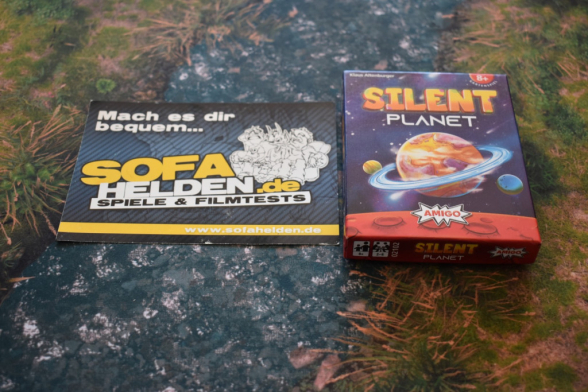 Mach es dir
bequem...
SOFA
HELDEN.de
SPIELE & FILMTESTS
www.sofahelden.de
8+
SILENT
PLANET
AMIGO
SILENT
PLANET